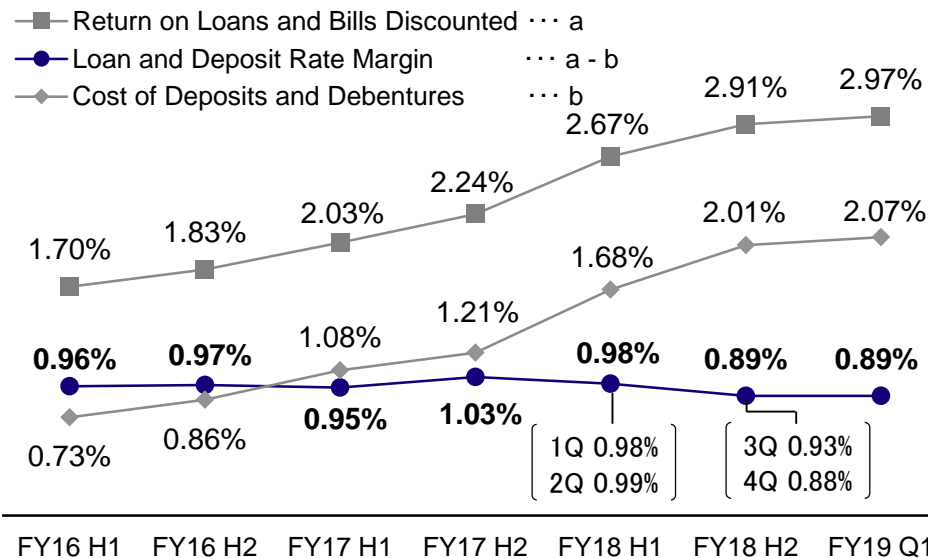 Return on Loans and Bills Discounted ··· a
Loan and Deposit Rate Margin ··· a - b
Cost of Deposits and Debentures ··· b
1.70%
1.83%
2.03%
2.24%
2.67%
2.91%
2.97%
0.73%
0.86%
1.08%
1.21%
1.68%
2.01%
2.07%
0.96%
0.97%
0.95%
1.03%
0.98%
0.89%
0.89%
1Q 0.98%
2Q 0.99%
3Q 0.93%
4Q 0.88%
FY16 H1 FY16 H2 FY17 H1 FY17 H2 FY18 H1 FY18 H2 FY19 Q1